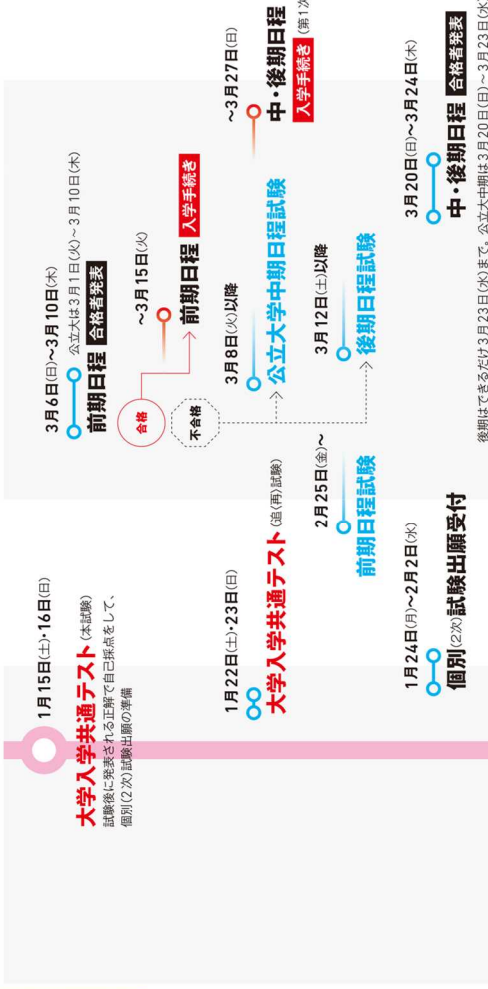 1月15日(土)・16日(日)
大学入学共通テスト(本試験)
試験後に発表される正解で自己採点をして、
個別(2次)試験出願の準備
1月22日(土)・23日(日)
大学入学共通テスト(追(再)試験)
1月24日(月)~2月2日(水)
個別(2次)試験出願受付
2月25日(金)~
前期日程試験
3月6日(日)~3月10日(木)
公立大は3月1日(火)~3月10日(木)
前期日程 合格者発表
合格
不合格
~3月15日(火)
前期日程 入学手続き
3月8日(火)以降
公立大学中期日程試験
3月12日(土)以降
後期日程試験
~3月27日(日)
中・後期日程
入学手続き (第1次
3月20日(日)~3月24日(木)
中・後期日程 合格者発表
後期はできるだけ3月23日(水)まで。公立大中期は3月20日(日)~3月23日(水)